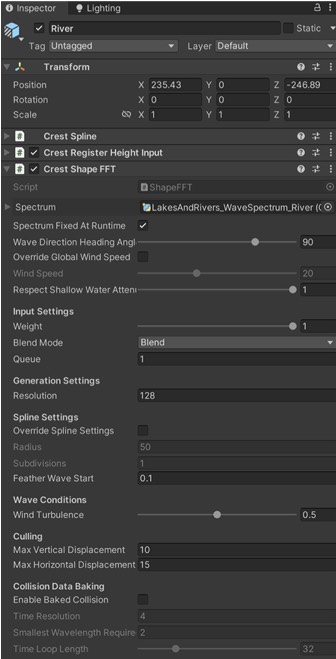 Inspector Lighting
River Static
Tag Untagged Layer Default
Transform
Position X 235.43 Y 0 Z -246.89
Rotation X 0 Y 0 Z 0
Scale X 1 Y 1 Z 1
Crest Spline
Crest Register Height Input
Crest Shape FFT
Script ShapeFFT
Spectrum LakesAndRivers_WaveSpectrum_River (C
Spectrum Fixed At Runtime
Wave Direction Heading Angl 90
Override Global Wind Speed
Wind Speed 20
Respect Shallow Water Atten 1
Input Settings
Weight 1
Blend Mode Blend
Queue 1
Generation Settings
Resolution 128
Spline Settings
Override Spline Settings
Radius 50
Subdivisions 1
Feather Wave Start 0.1
Wave Conditions
Wind Turbulence 0.5
Culling
Max Vertical Displacement 10
Max Horizontal Displacement 15
Collision Data Baking
Enable Baked Collision
Time Resolution 4
Smallest Wavelength Require 2
Time Loop Length 32